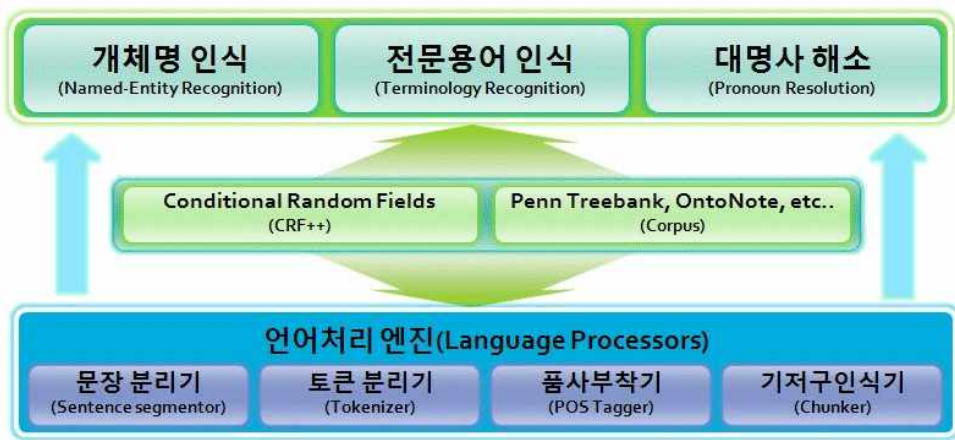 개체명 인식
(Named-Entity Recognition)
전문용어 인식
(Terminology Recognition)
대명사 해소
(Pronoun Resolution)
Conditional Random Fields
(CRF++)
Penn Treebank, OntoNote, etc..
(Corpus)
언어처리 엔진(Language Processors)
문장 분리기
(Sentence segmentor)
토큰 분리기
(Tokenizer)
품사부착기
(POS Tagger)
기저구인식기
(Chunker)